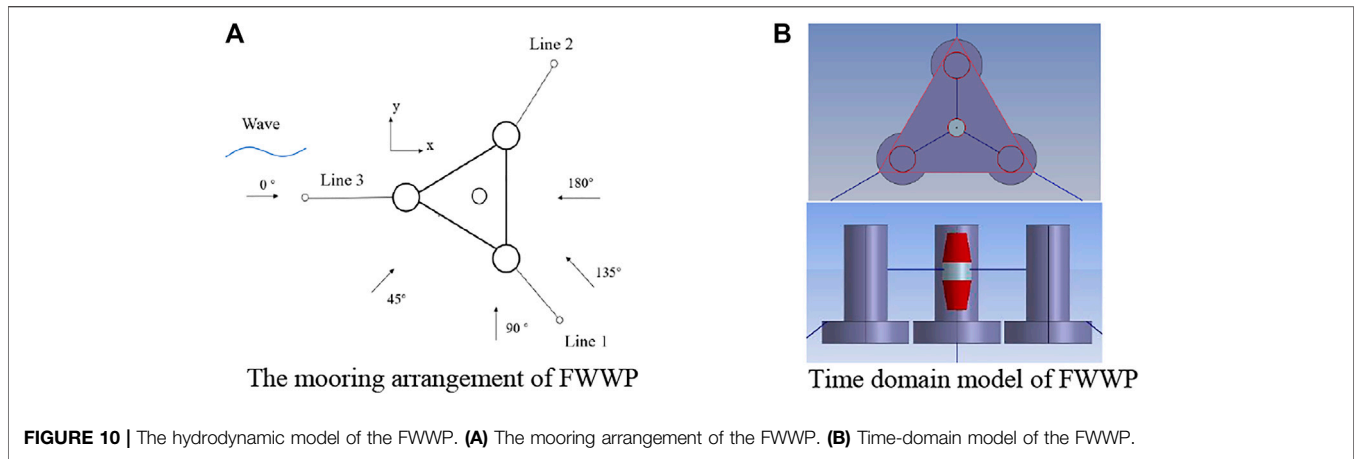 A
Line 2
y
x
Wave
Line 3
0 °
180°
135°
45°
90 °
Line 1
The mooring arrangement of FWWP
B
Time domain model of FWWP
FIGURE 10 | The hydrodynamic model of the FWWP. (A) The mooring arrangement of the FWWP. (B) Time-domain model of the FWWP.